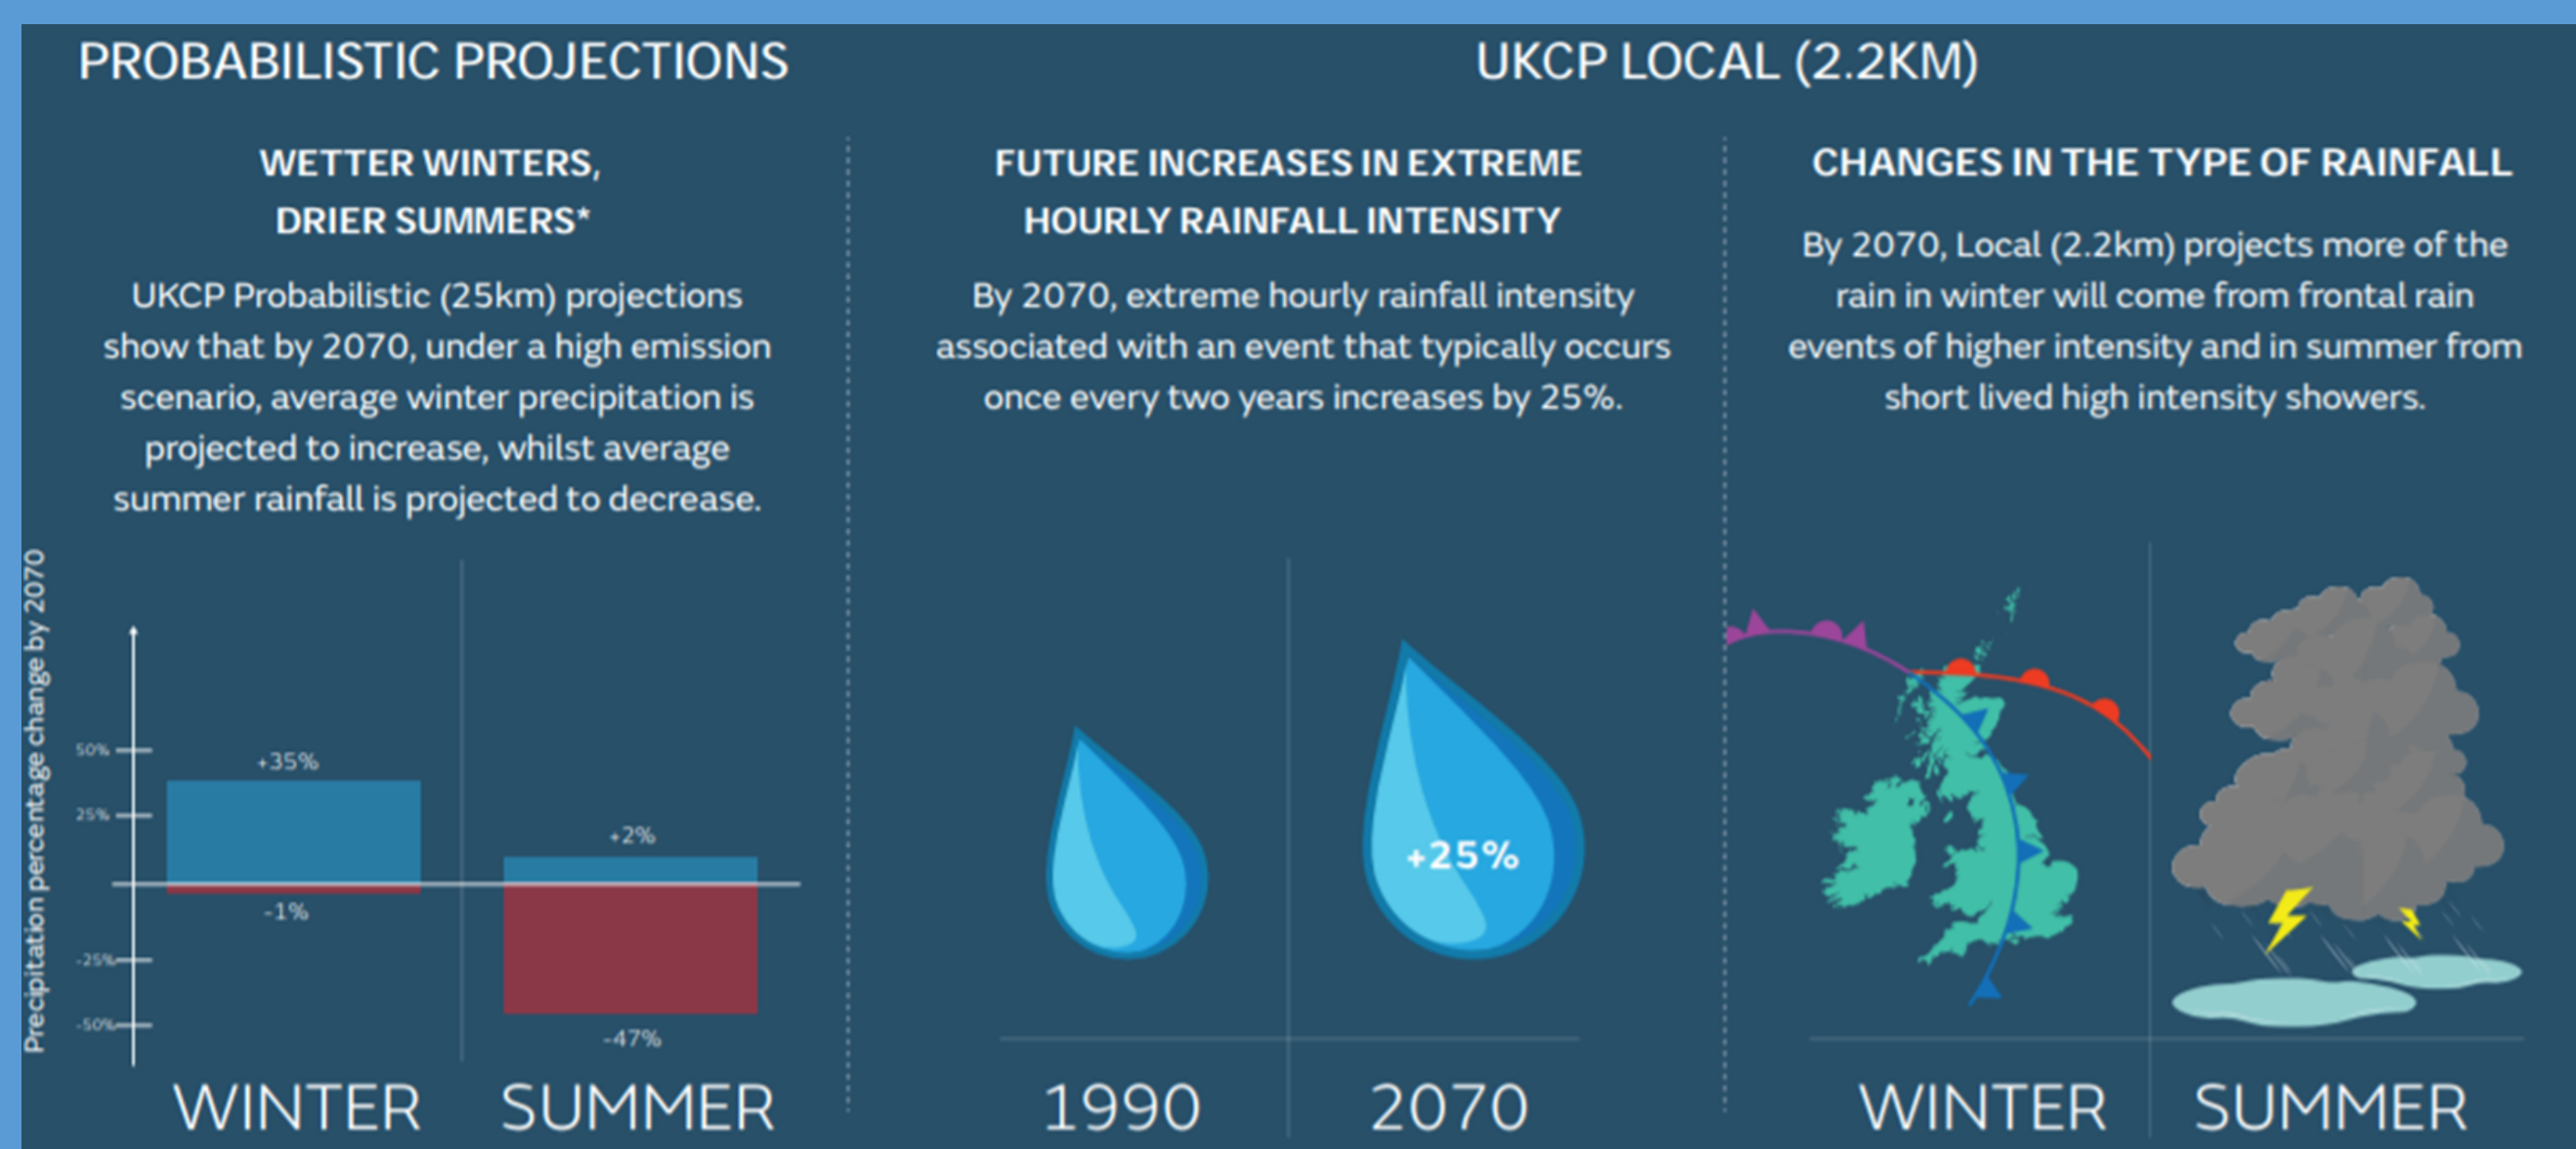 PROBABILISTIC PROJECTIONS
WETTER WINTERS,
DRIER SUMMERS*
UKCP Probabilistic (25km) projections
show that by 2070, under a high emission
scenario, average winter precipitation is
projected to increase, whilst average
summer rainfall is projected to decrease.
Precipitation percentage change by 2070
50%
25%
-25%
-50%
+35%
-1%
+2%
-47%
WINTER
SUMMER
UKCP LOCAL (2.2KM)
FUTURE INCREASES IN EXTREME
HOURLY RAINFALL INTENSITY
By 2070, extreme hourly rainfall intensity
associated with an event that typically occurs
once every two years increases by 25%.
+25%
1990
2070
CHANGES IN THE TYPE OF RAINFALL
By 2070, Local (2.2km) projects more of the
rain in winter will come from frontal rain
events of higher intensity and in summer from
short lived high intensity showers.
WINTER
SUMMER